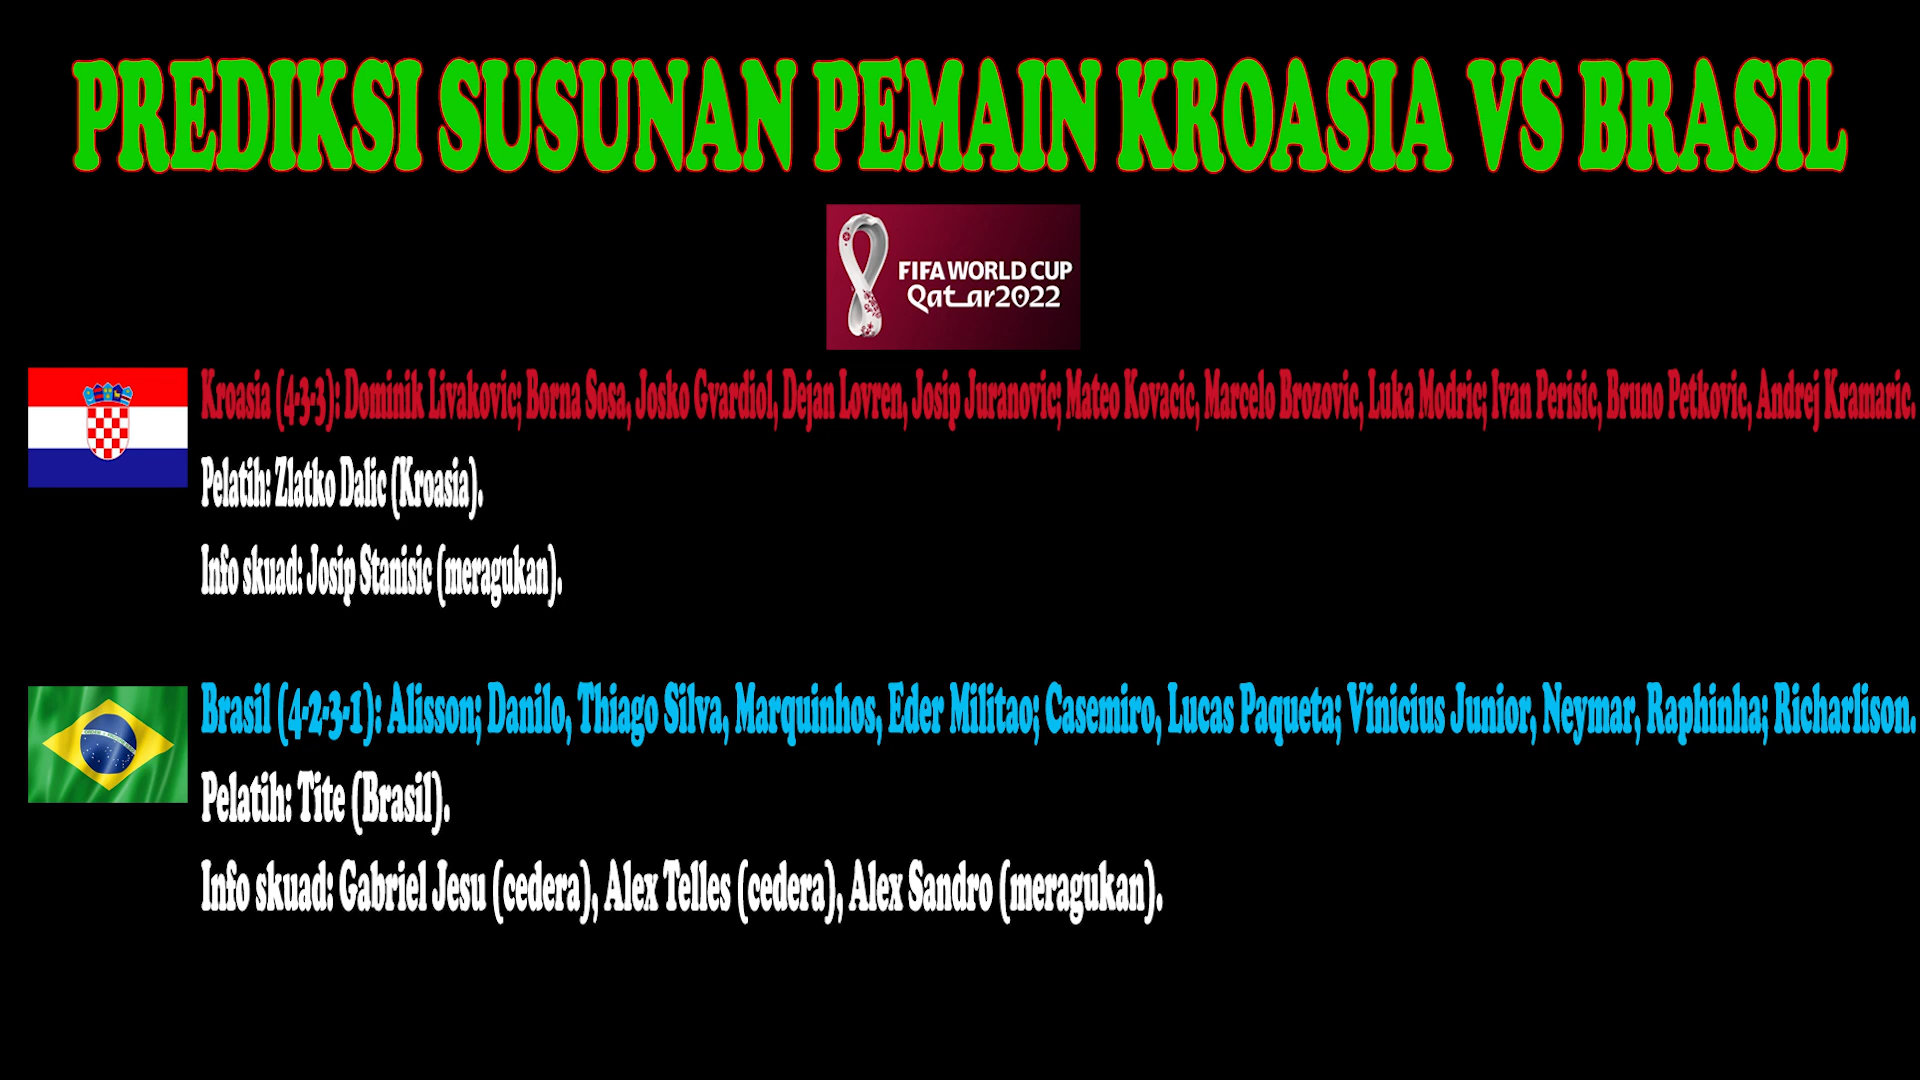 PREDIKSI SUSUNAN PEMAIN KROASIA VS BRASIL
FIFA WORLD CUP
Qatar2022
Kroasia (4-3-3): Dominik Livakovic; Borna Sosa, Josko Gvardiol, Dejan Lovren, Josip Juranovic; Mateo Kovacic, Marcelo Brozovic, Luka Modric; Ivan Perisic, Bruno Petkovic, Andrej Kramaric.
Pelatih: Zlatko Dalic (Kroasia).
Info skuad: Josip Stanisic (meragukan).
Brasil (4-2-3-1): Alisson; Danilo, Thiago Silva, Marquinhos, Eder Militao; Casemiro, Lucas Paqueta; Vinicius Junior, Neymar, Raphinha; Richarlison.
Pelatih: Tite (Brasil).
Info skuad: Gabriel Jesu (cedera), Alex Telles (cedera), Alex Sandro (meragukan).